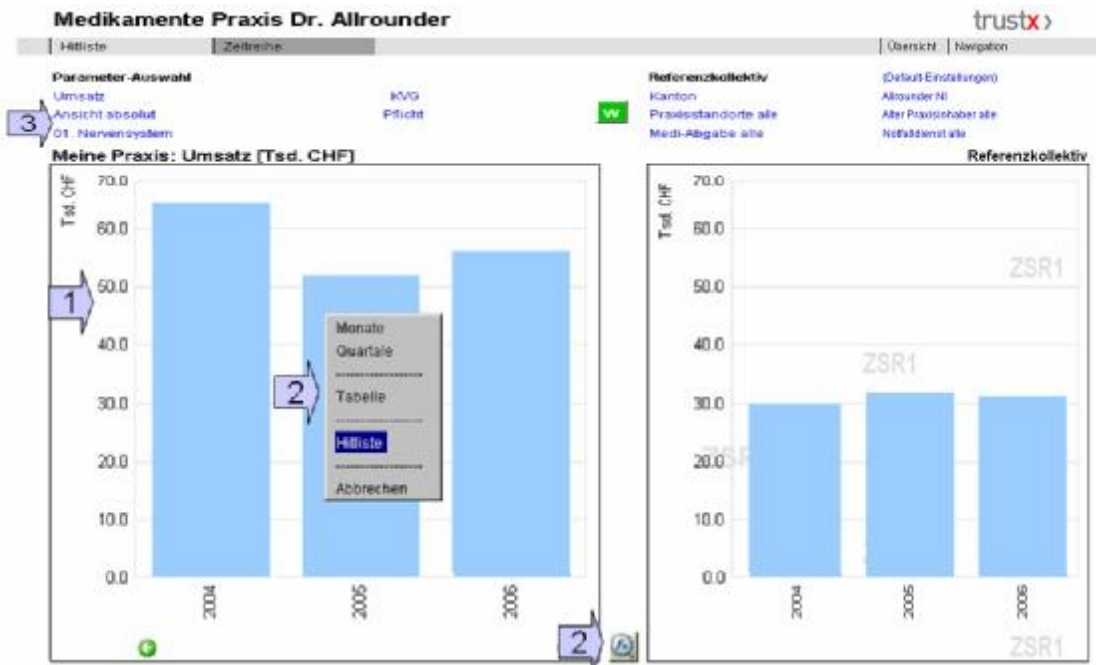 Medikamente Praxis Dr. Allrounder
trustx>
Hitliste Zeitreihe Übersicht Navigation
Parameter-Auswahl Referenzkollektiv (Default-Einstellungen)
Umsatz KVG Kanton Allrounder NI
Ansicht absolut Pflicht W Praxisstandorte alle Alter Praxisinhaber alle
3
01. Nervensystem Medi-Abgabe alle Notfalldienst alle
Meine Praxis: Umsatz [Tsd. CHF] Referenzkollektiv
Tsd. CHF
70.0
60.0
50.0
40.0
30.0
20.0
10.0
0.0
2004 2005 2006
1
2
Monate
Quartale
Tabelle
Hitliste
Abbrechen
2
Tsd. CHF
70.0
60.0
50.0
40.0
30.0
20.0
10.0
0.0
2004 2005 2006
ZSR1
ZSR1
ZSR1